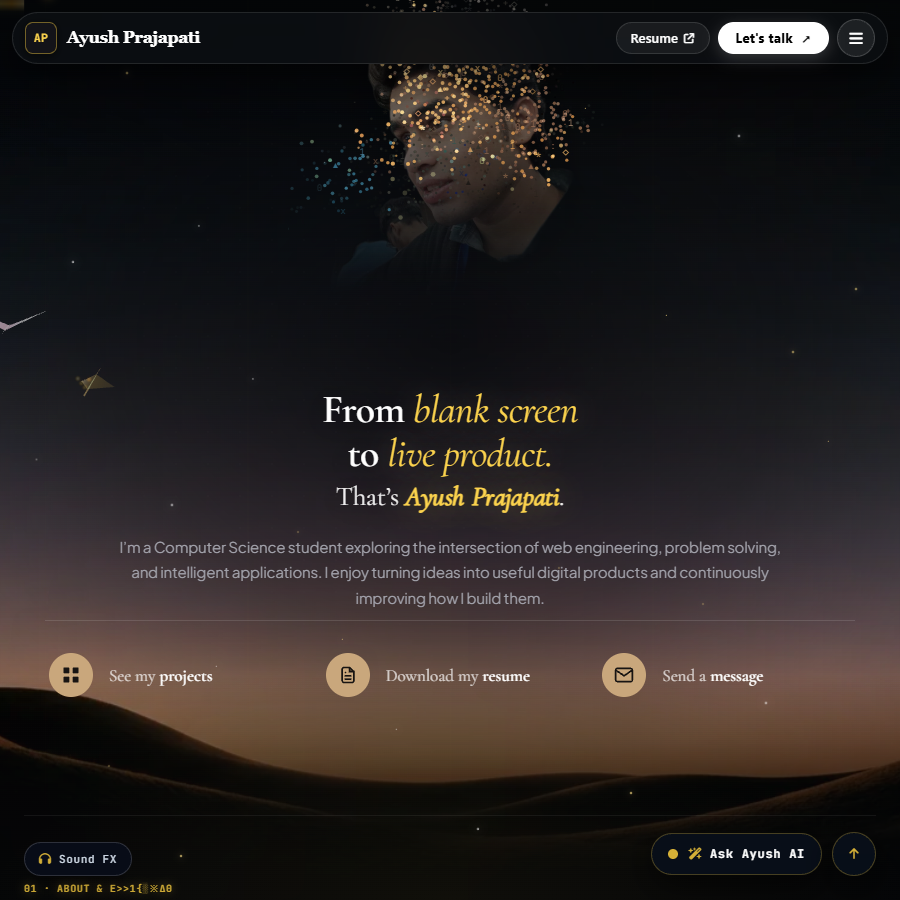 AP
Ayush Prajapati
Resume
Let's talk ↗
From blank screen
to live product.
That's Ayush Prajapati.
I'm a Computer Science student exploring the intersection of web engineering, problem solving,
and intelligent applications. I enjoy turning ideas into useful digital products and continuously
improving how I build them.
See my projects
Download my resume
Send a message
Sound FX
Ask Ayush AI
01 · ABOUT & E>>1{▒※Δ0